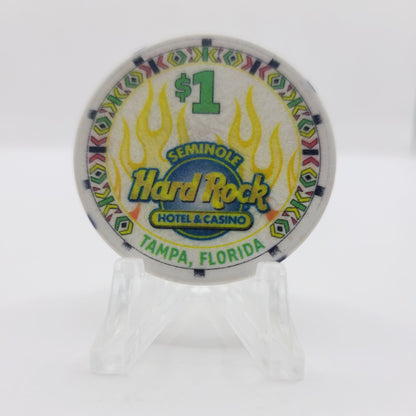 $1
SEMINOLE
Hard Rock
HOTEL & CASINO
TAMPA, FLORIDA